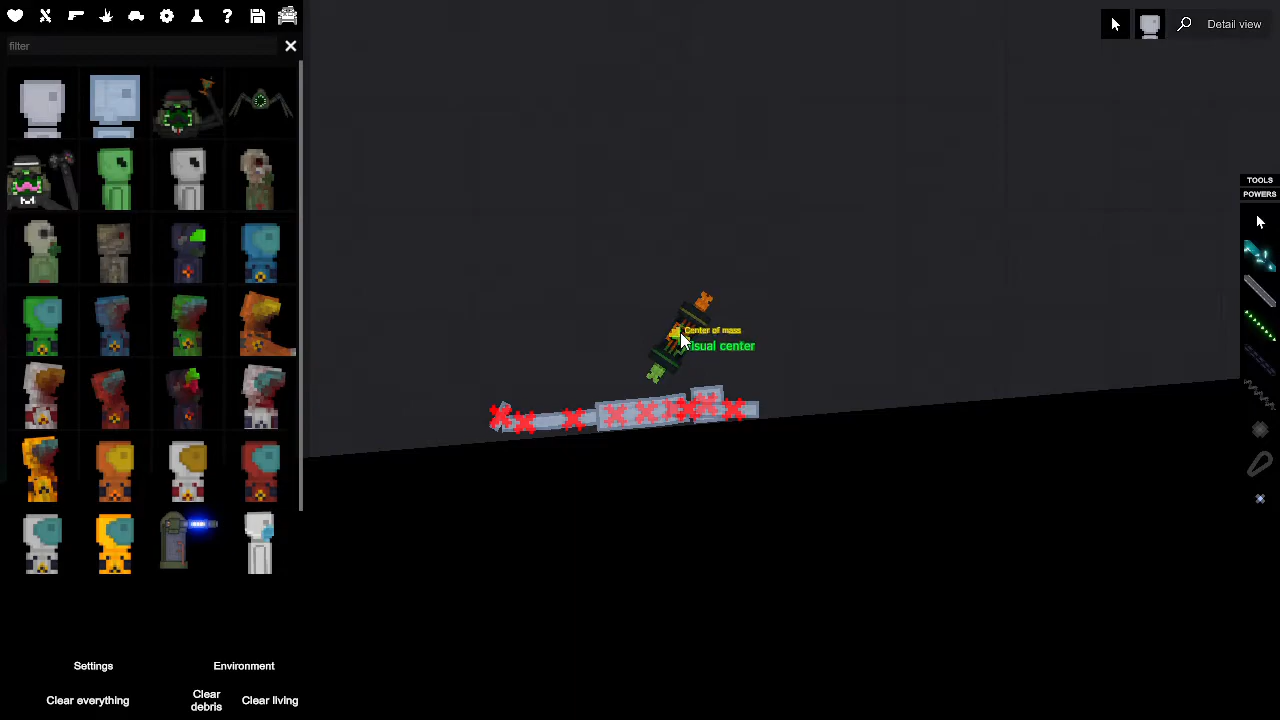 filter
Detail view
TOOLS
POWERS
Center of mass
isual center
Settings
Environment
Clear everything
Clear debris
Clear living